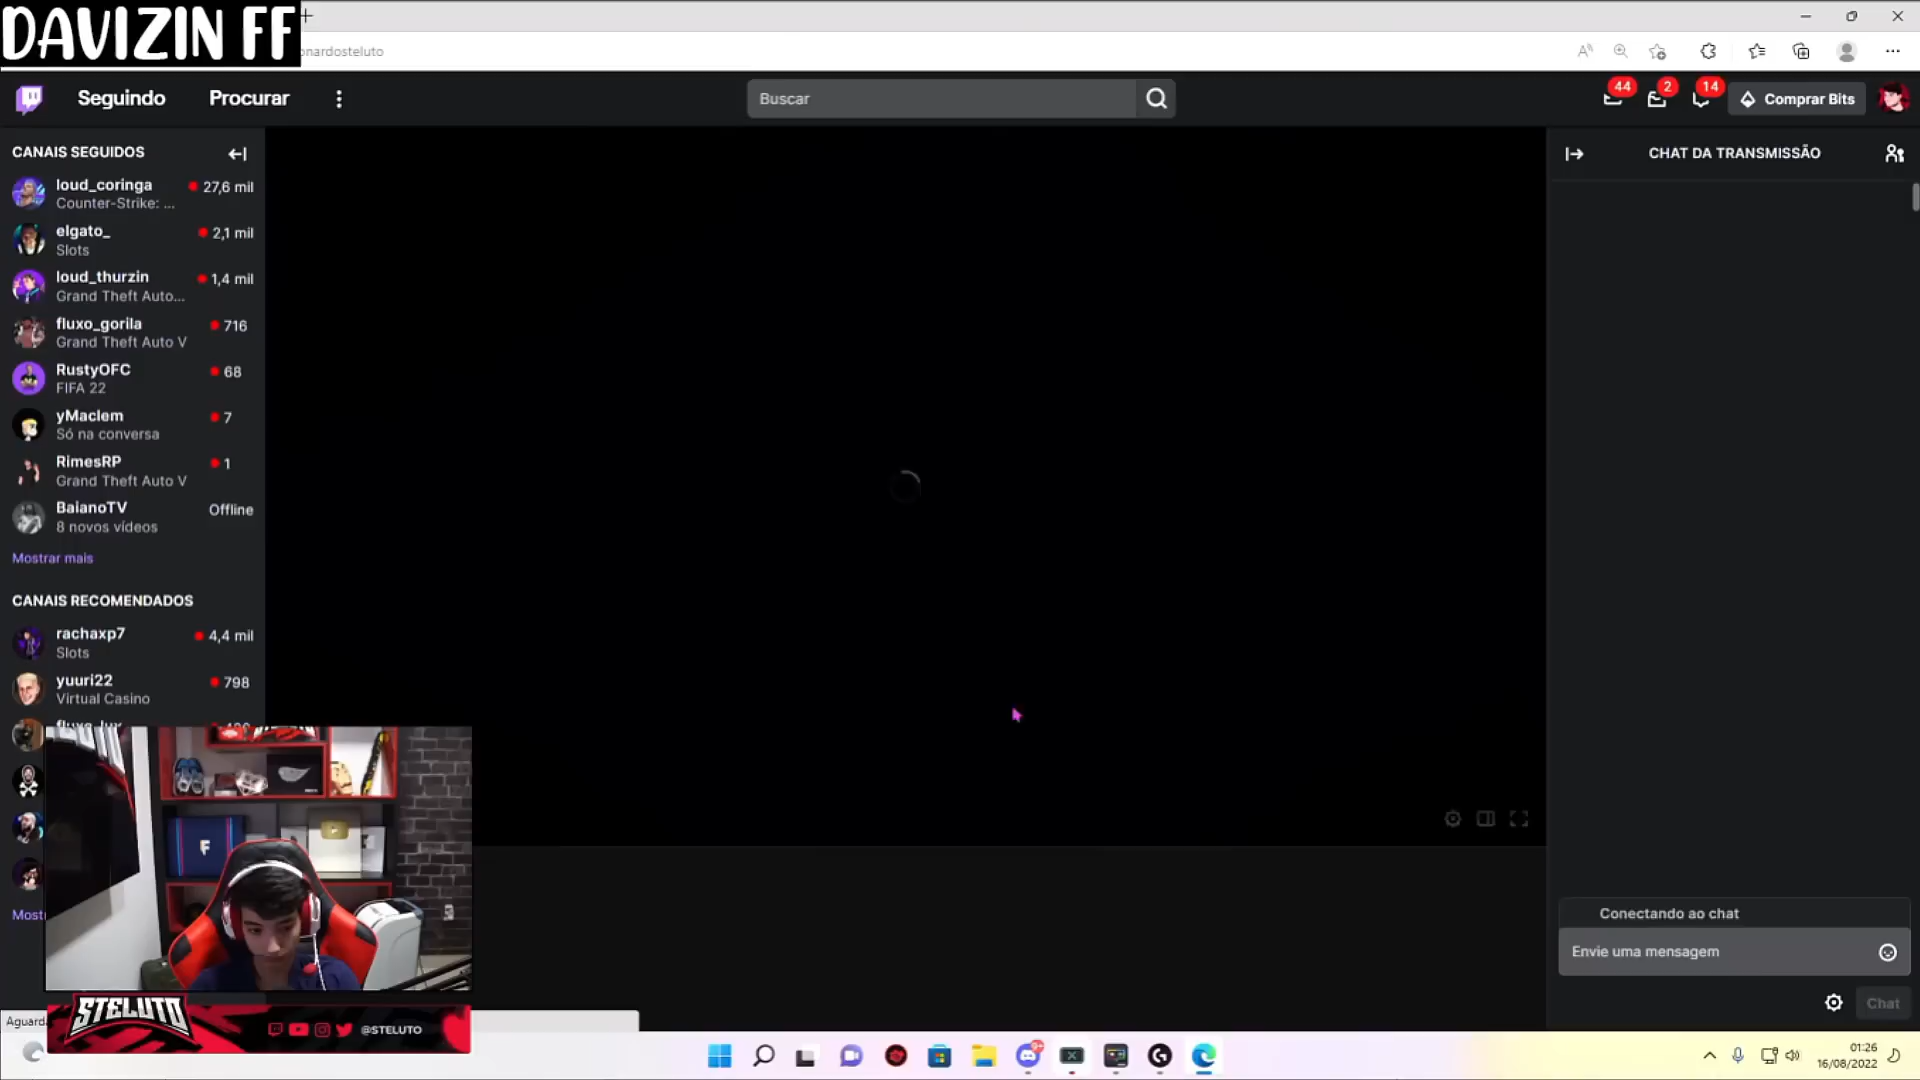 DAVIZIN FF
onardosteluto
Seguindo
Procurar
Buscar
44
2
14
Comprar Bits
CANAIS SEGUIDOS
loud_coringa
27,6 mil
Counter-Strike: ...
elgato_
2,1 mil
Slots
loud_thurzin
1,4 mil
Grand Theft Auto...
fluxo_gorila
716
Grand Theft Auto V
RustyOFC
68
FIFA 22
yMaclem
7
Só na conversa
RimesRP
1
Grand Theft Auto V
BaianoTV
Offline
8 novos vídeos
Mostrar mais
CANAIS RECOMENDADOS
rachaxp7
4,4 mil
Slots
yuuri22
798
Virtual Casino
Most
Aguard
STELUTO
@STELUTO
CHAT DA TRANSMISSÃO
Conectando ao chat
Envie uma mensagem
Chat
9+
01:26
16/08/2022